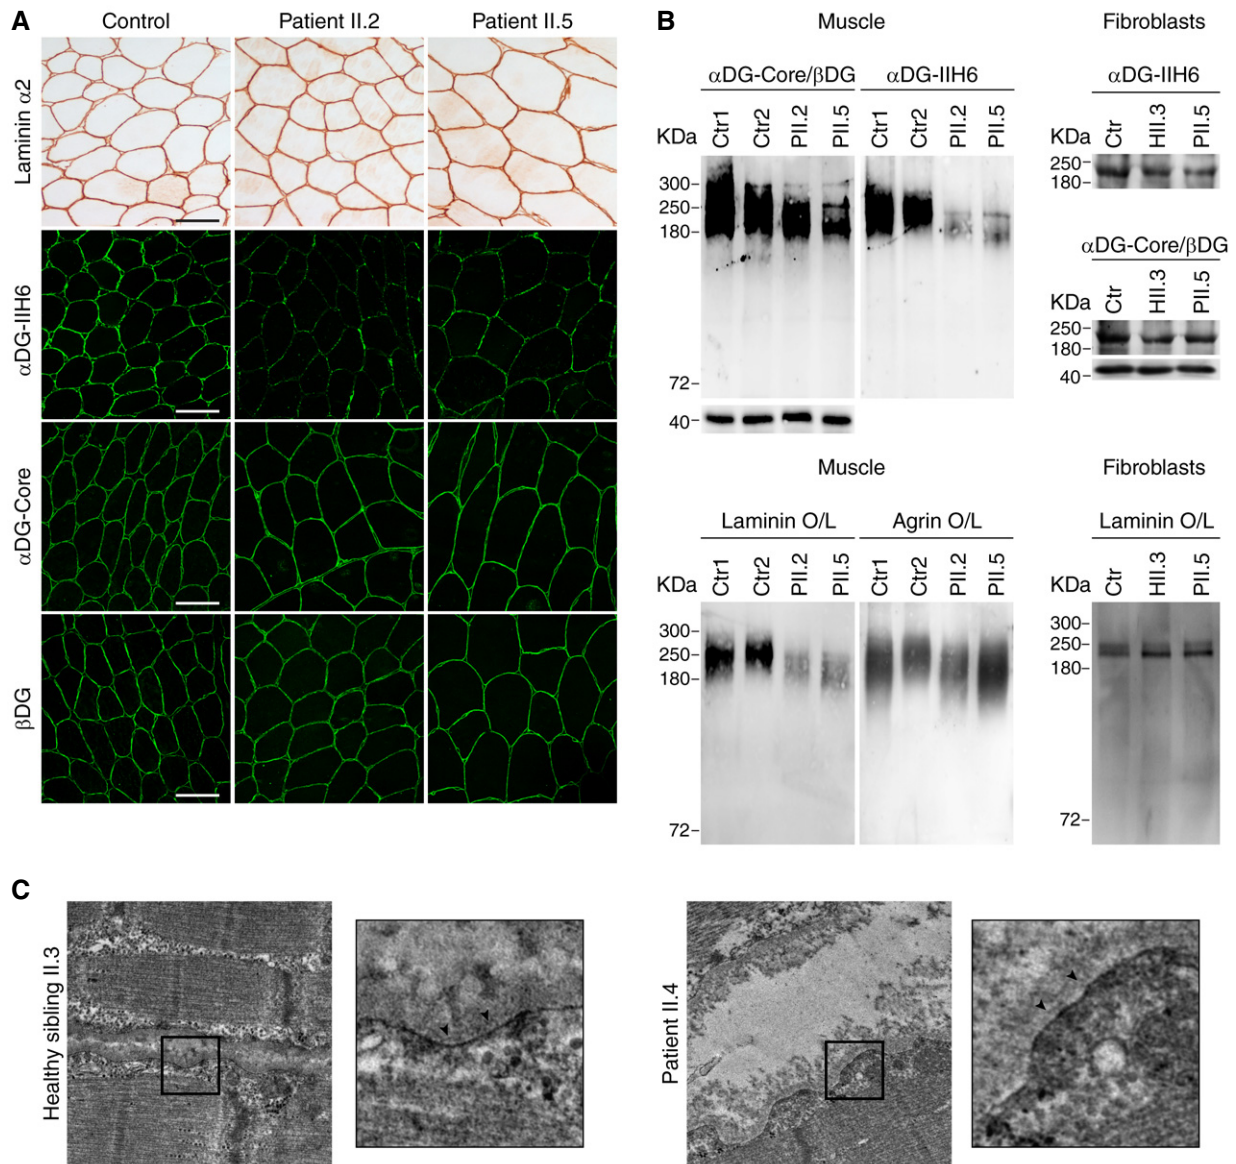 A
Control
Patient II.2
Patient II.5
Laminin α2
αDG-IIH6
αDG-Core
βDG
B
Muscle
Fibroblasts
αDG-Core/βDG
αDG-IIH6
αDG-IIH6
KDa
Ctr1
Ctr2
PII.2
PII.5
Ctr1
Ctr2
PII.2
PII.5
300-
250-
180-
72-
40-
KDa
Ctr
HII.3
PII.5
250-
180-
αDG-Core/βDG
KDa
Ctr
HII.3
PII.5
250-
180-
40-
Muscle
Fibroblasts
Laminin O/L
Agrin O/L
Laminin O/L
KDa
Ctr1
Ctr2
PII.2
PII.5
Ctr1
Ctr2
PII.2
PII.5
300-
250-
180-
72-
KDa
Ctr
HII.3
PII.5
300-
250-
180-
72-
C
Healthy sibling II.3
Patient II.4